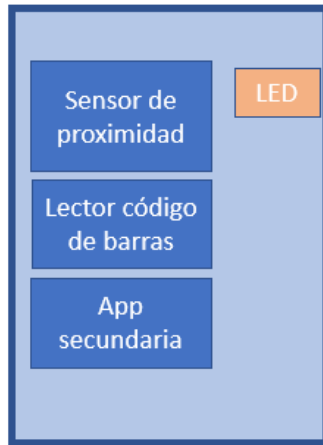 Sensor de
proximidad
LED
Lector código
de barras
App
secundaria